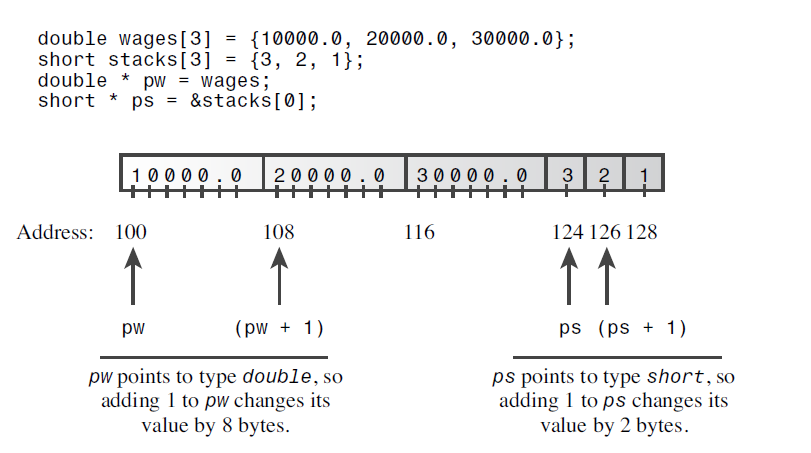 double wages[3] = {10000.0, 20000.0, 30000.0};
short stacks[3] = {3, 2, 1};
double * pw = wages;
short * ps = &stacks[0];
10000.0 20000.0 30000.0 3 2 1
Address: 100 108 116 124 126 128
pw (pw + 1) ps (ps + 1)
pw points to type double, so
adding 1 to pw changes its
value by 8 bytes.
ps points to type short, so
adding 1 to ps changes its
value by 2 bytes.